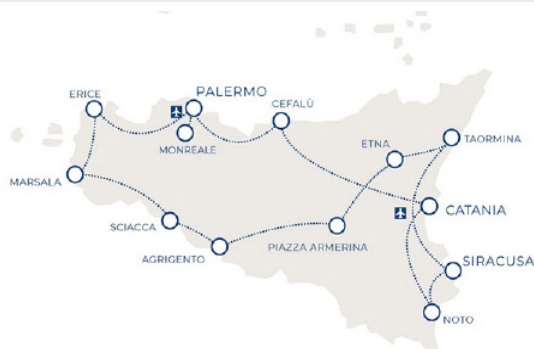 PALERMO
ERICE
CEFALÙ
MONREALE
ETNA
TAORMINA
MARSALA
CATANIA
SCIACCA
PIAZZA ARMERINA
AGRIGENTO
SIRACUSA
NOTO